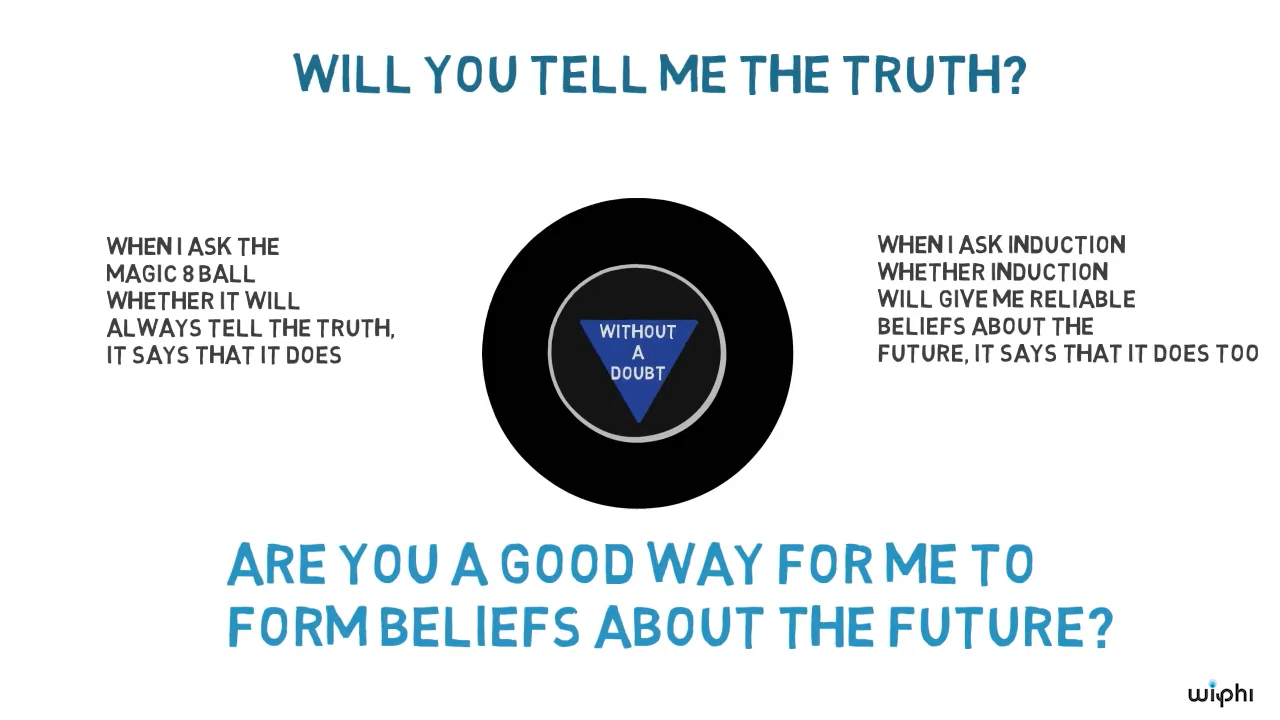 WILL YOU TELL ME THE TRUTH?
WHEN I ASK THE
MAGIC 8 BALL
WHETHER IT WILL
ALWAYS TELL THE TRUTH,
IT SAYS THAT IT DOES
WITHOUT
A
DOUBT
WHEN I ASK INDUCTION
WHETHER INDUCTION
WILL GIVE ME RELIABLE
BELIEFS ABOUT THE
FUTURE, IT SAYS THAT IT DOES TOO
ARE YOU A GOOD WAY FOR ME TO
FORM BELIEFS ABOUT THE FUTURE?
wiphi